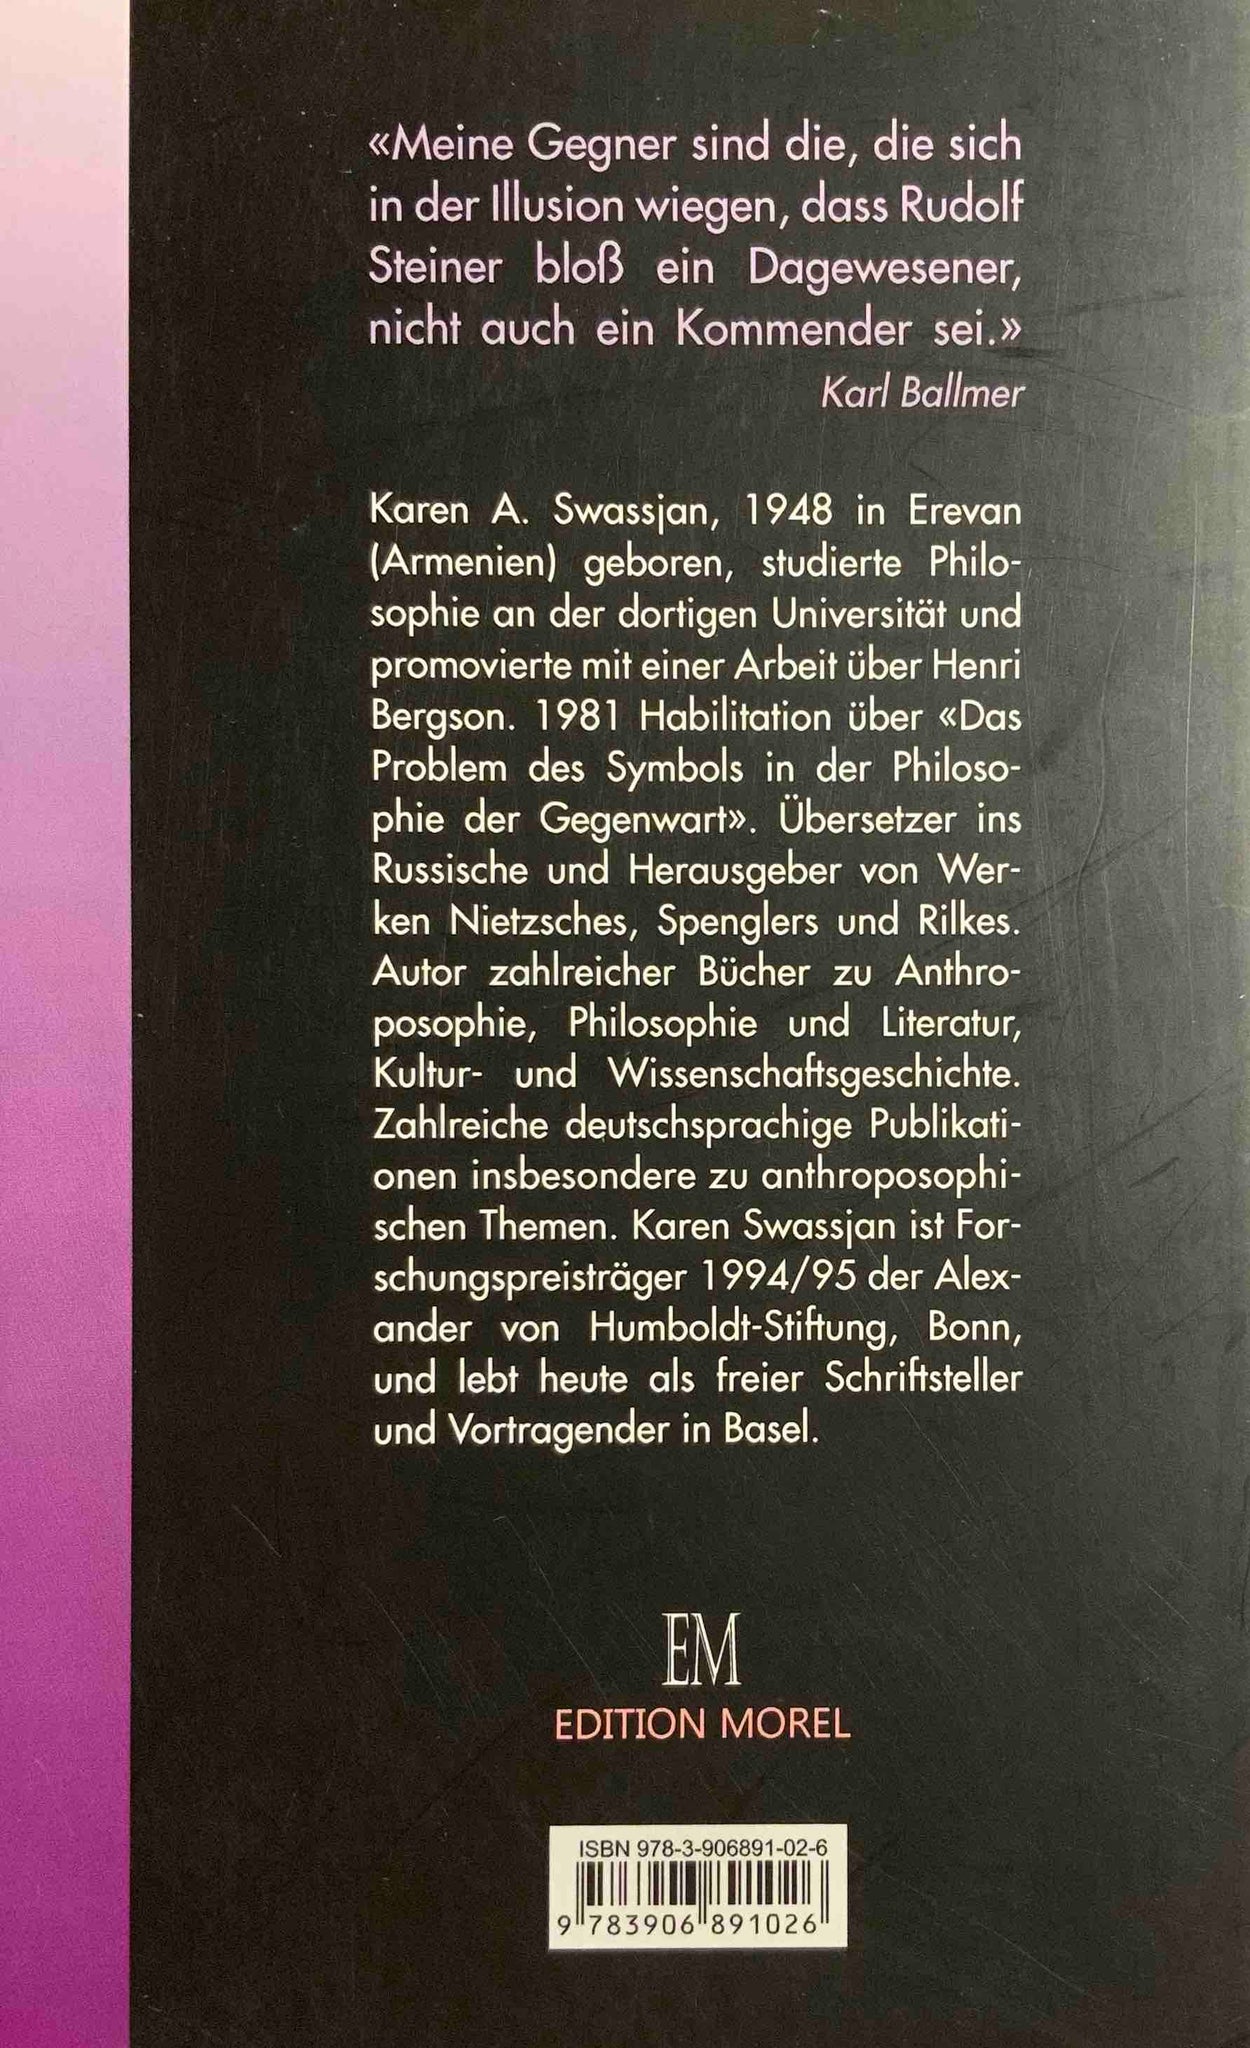 «Meine Gegner sind die, die sich
in der Illusion wiegen, dass Rudolf
Steiner bloß ein Dagewesener,
nicht auch ein Kommender sei.»
Karl Ballmer
Karen A. Swassjan, 1948 in Erevan
(Armenien) geboren, studierte Philo-
sophie an der dortigen Universität und
promovierte mit einer Arbeit über Henri
Bergson. 1981 Habilitation über «Das
Problem des Symbols in der Philoso-
phie der Gegenwart». Übersetzer ins
Russische und Herausgeber von Wer-
ken Nietzsches, Spenglers und Rilkes.
Autor zahlreicher Bücher zu Anthro-
posophie, Philosophie und Literatur,
Kultur- und Wissenschaftsgeschichte.
Zahlreiche deutschsprachige Publikati-
onen insbesondere zu anthroposophi-
schen Themen. Karen Swassjan ist For-
schungspreisträger 1994/95 der Alex-
ander von Humboldt-Stiftung, Bonn,
und lebt heute als freier Schriftsteller
und Vortragender in Basel.
EM
EDITION MOREL
ISBN 978-3-906891-02-6
9 783906 891026